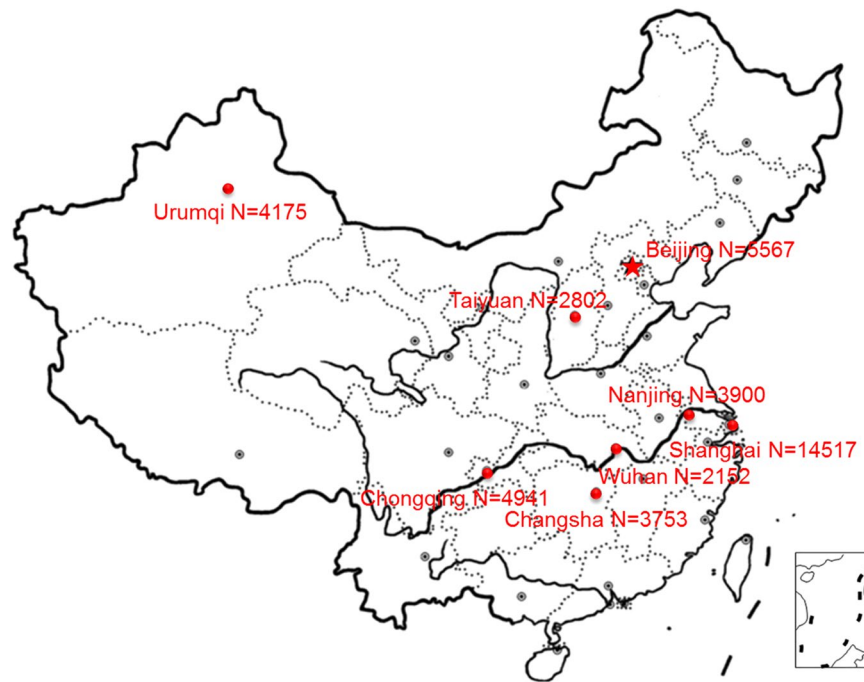 Urumqi N=4175
Beijing N=5567
Taiyuan N=2802
Nanjing N=3900
Shanghai N=14517
Wuhan N=2152
Chongqing N=4941
Changsha N=3753